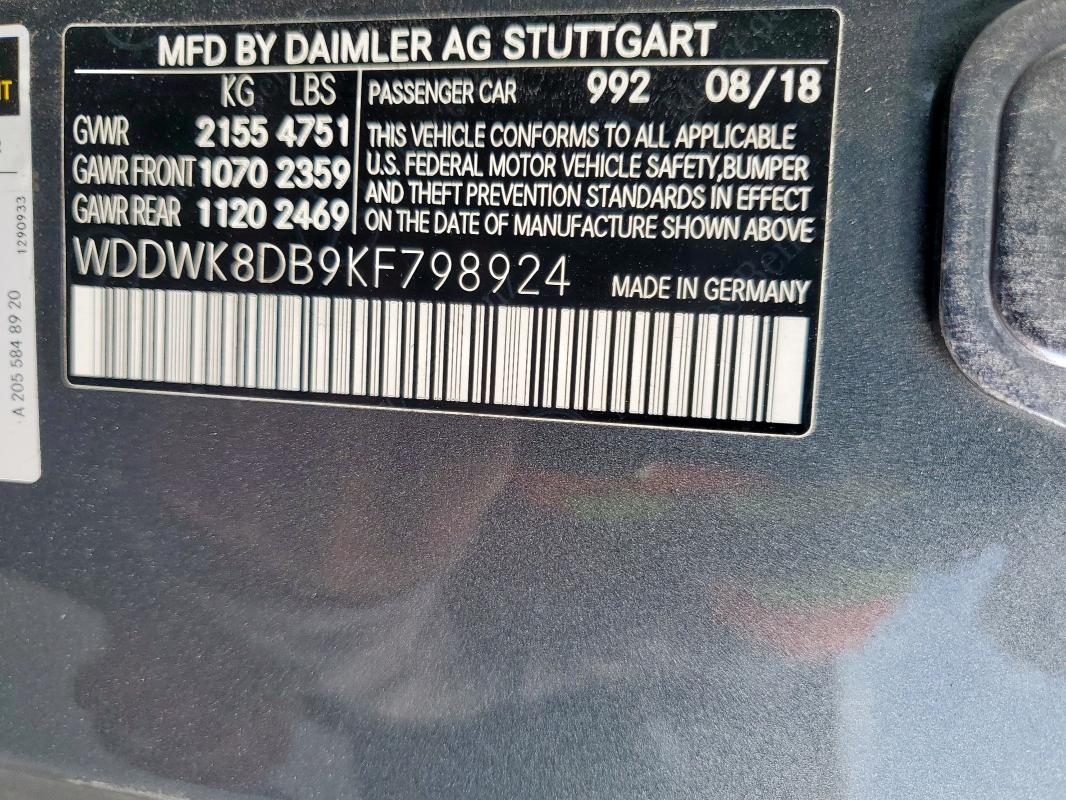 MFD BY DAIMLER AG STUTTGART
KG LBS
GVWR 2155 4751
GAWR FRONT 1070 2359
GAWR REAR 1120 2469
PASSENGER CAR 992 08/18
THIS VEHICLE CONFORMS TO ALL APPLICABLE
U.S. FEDERAL MOTOR VEHICLE SAFETY,BUMPER
AND THEFT PREVENTION STANDARDS IN EFFECT
ON THE DATE OF MANUFACTURE SHOWN ABOVE
WDDWK8DB9KF798924
MADE IN GERMANY
A 205 584 89 20
1290933